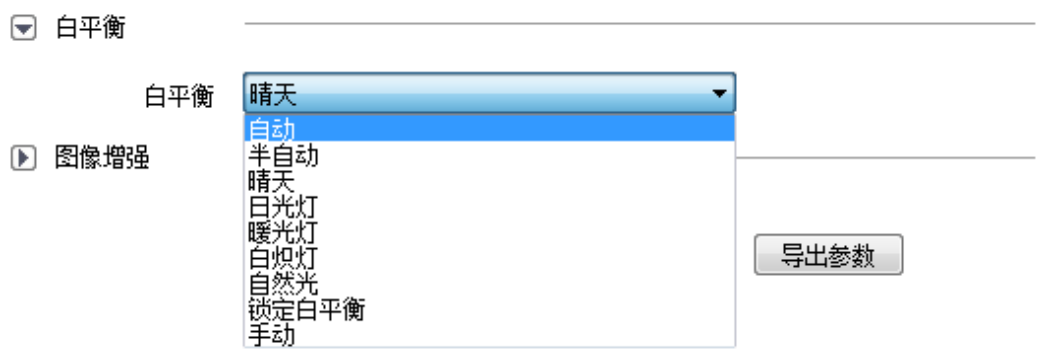 白平衡
白平衡
晴天
自动
半自动
晴天
日光灯
暖光灯
白炽灯
自然光
锁定白平衡
手动
图像增强
导出参数